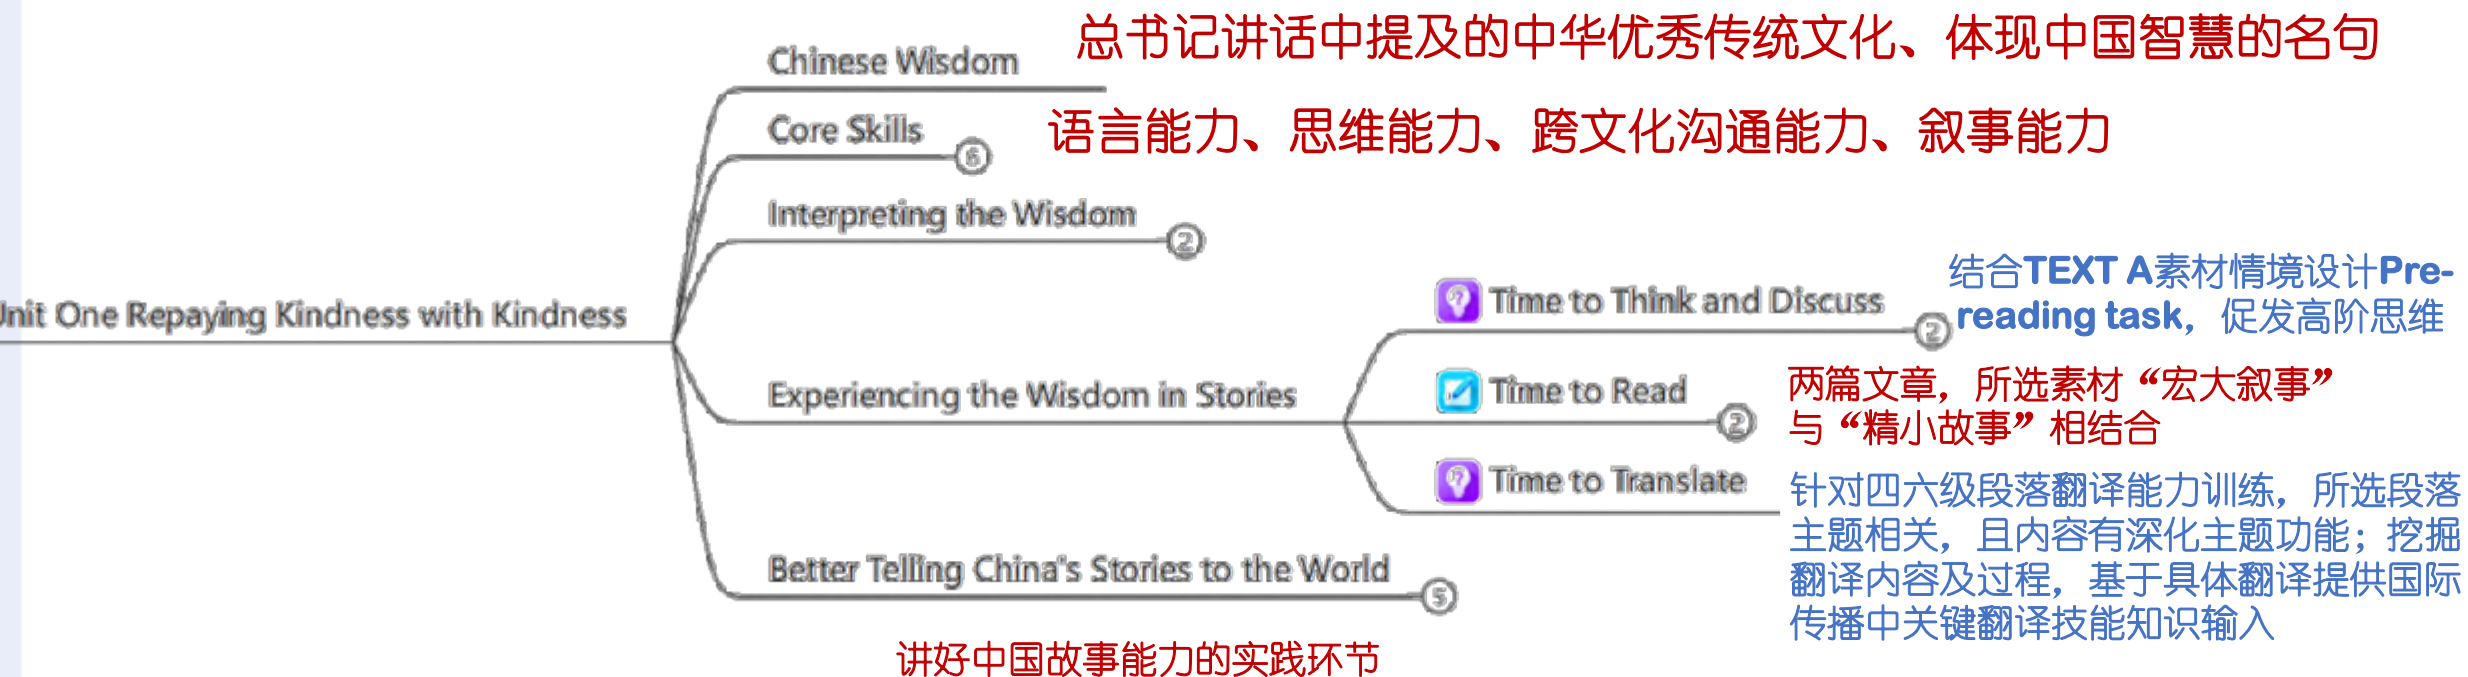 总书记讲话中提及的中华优秀传统文化、体现中国智慧的名句
Chinese Wisdom
语言能力、思维能力、跨文化沟通能力、叙事能力
Core Skills
6
Interpreting the Wisdom
2
Unit One Repaying Kindness with Kindness
Experiencing the Wisdom in Stories
Time to Think and Discuss
2
结合TEXT A素材情境设计Pre-
reading task，促发高阶思维
Time to Read
2
两篇文章，所选素材“宏大叙事”
与“精小故事”相结合
Time to Translate
针对四六级段落翻译能力训练，所选段落
主题相关，且内容有深化主题功能；挖掘
翻译内容及过程，基于具体翻译提供国际
传播中关键翻译技能知识输入
Better Telling China's Stories to the World
5
讲好中国故事能力的实践环节